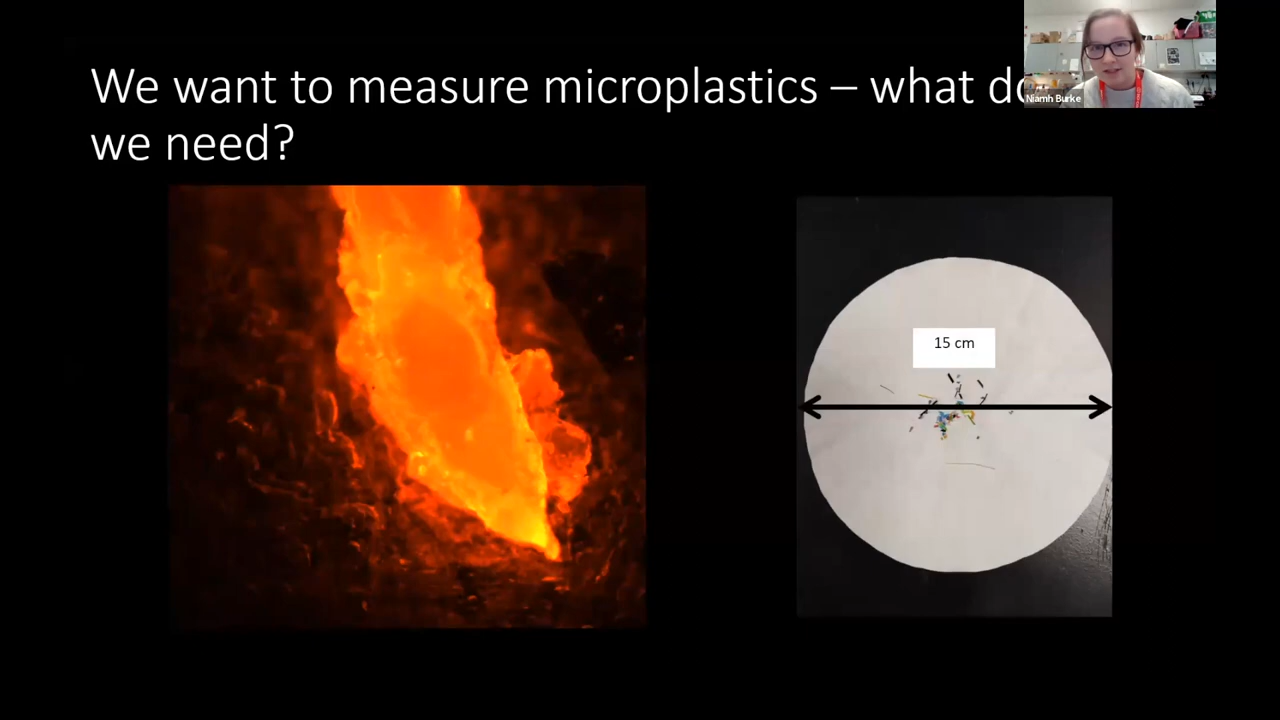 We want to measure microplastics – what do
we need?
Niamh Burke
15 cm